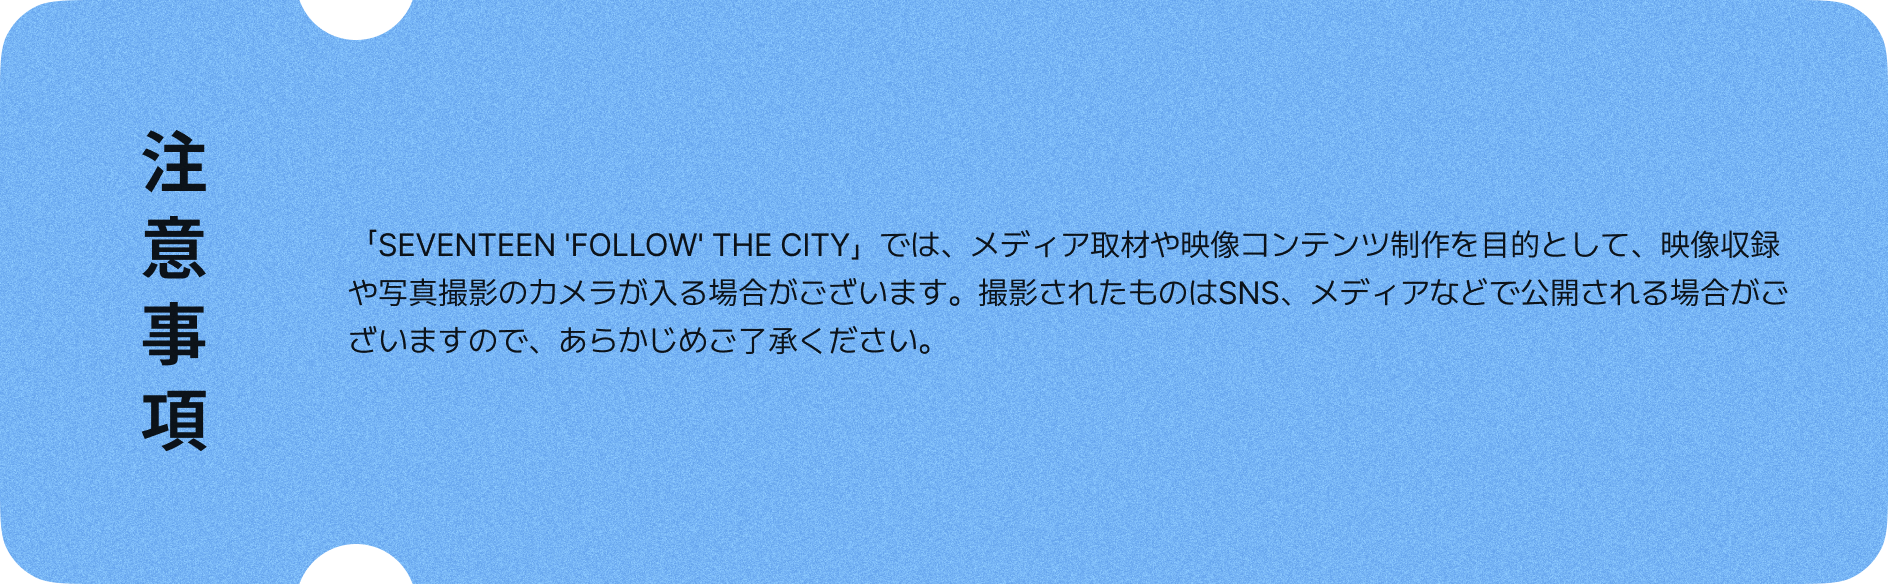 注意事項
「SEVENTEEN 'FOLLOW' THE CITY」では、メディア取材や映像コンテンツ制作を目的として、映像収録
や写真撮影のカメラが入る場合がございます。撮影されたものはSNS、メディアなどで公開される場合がご
ざいますので、あらかじめご了承ください。